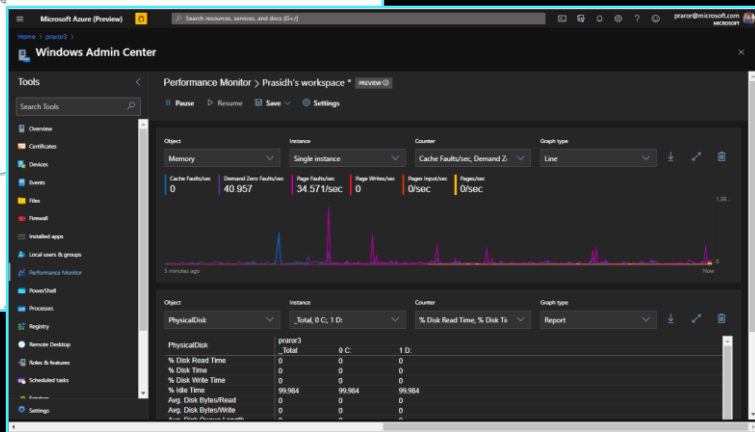 Microsoft Azure (Preview)
Search resources, services, and docs (G+/)
praror@microsoft.com
MICROSOFT
Home > praror3 >
Windows Admin Center
Tools
Search Tools
Overview
Certificates
Devices
Events
Files
Firewall
Installed apps
Local users & groups
Performance Monitor
PowerShell
Processes
Registry
Remote Desktop
Roles & features
Scheduled tasks
Settings
Performance Monitor > Prasidh's workspace * PREVIEW
Pause Resume Save Settings
Object Instance Counter Graph type
Memory Single instance Cache Faults/sec, Demand Z Line
Cache Faults/sec Demand Zero Faults/sec Page Faults/sec Page Writes/sec Pages Input/sec Pages/sec
0 40.957 34.571/sec 0 0/sec 0/sec
0
5 minutes ago Now
Object Instance Counter Graph type
PhysicalDisk _Total, 0 C:, 1 D: % Disk Read Time, % Disk Ti Report
praror3
PhysicalDisk _Total 0 C: 1 D:
% Disk Read Time 0 0 0
% Disk Time 0 0 0
% Disk Write Time 0 0 0
% Idle Time 99.984 99.984 99.984
Avg. Disk Bytes/Read 0 0 0
Avg. Disk Bytes/Write 0 0 0
Avg. Disk Queue Length 0 0 0